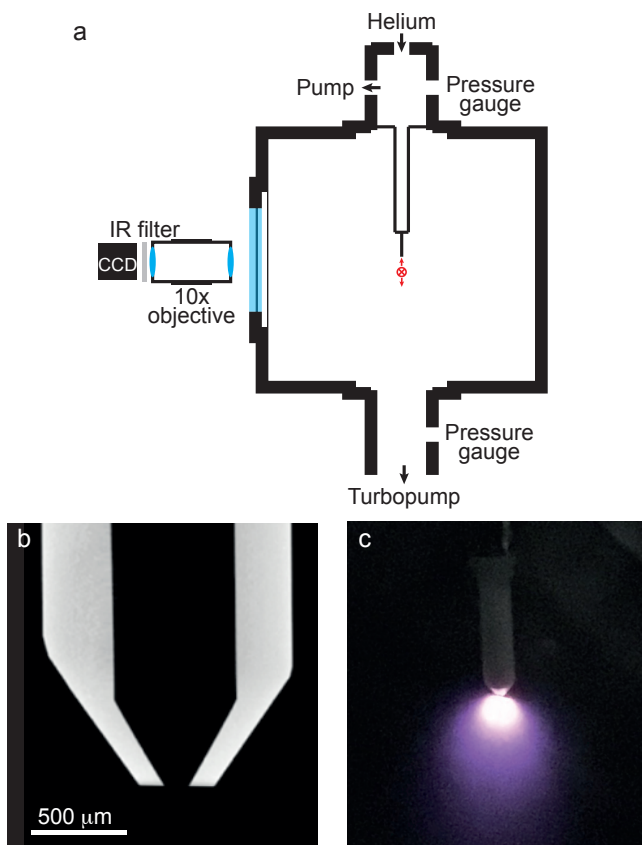 a
Helium
Pump
Pressure
gauge
IR filter
CCD
10x
objective
Pressure
gauge
Turbopump
b
c
500 μm